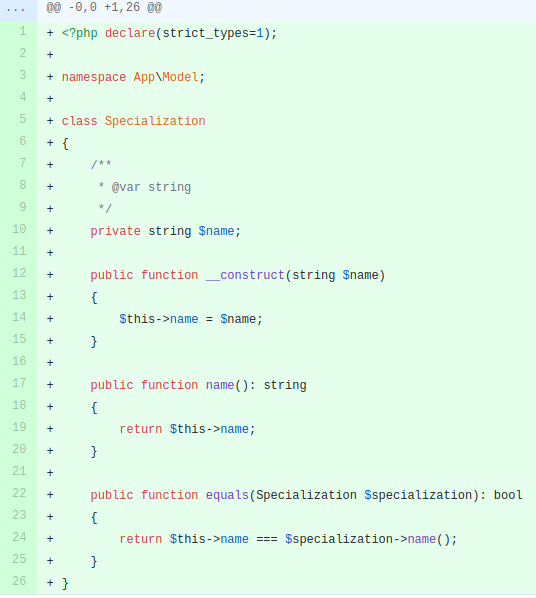 ... @@ -0,0 +1,26 @@
1 + <?php declare(strict_types=1);
2 +
3 + namespace App\Model;
4 +
5 + class Specialization
6 + {
7 +     /**
8 +      * @var string
9 +      */
10 +     private string $name;
11 +
12 +     public function __construct(string $name)
13 +     {
14 +         $this->name = $name;
15 +     }
16 +
17 +     public function name(): string
18 +     {
19 +         return $this->name;
20 +     }
21 +
22 +     public function equals(Specialization $specialization): bool
23 +     {
24 +         return $this->name === $specialization->name();
25 +     }
26 + }